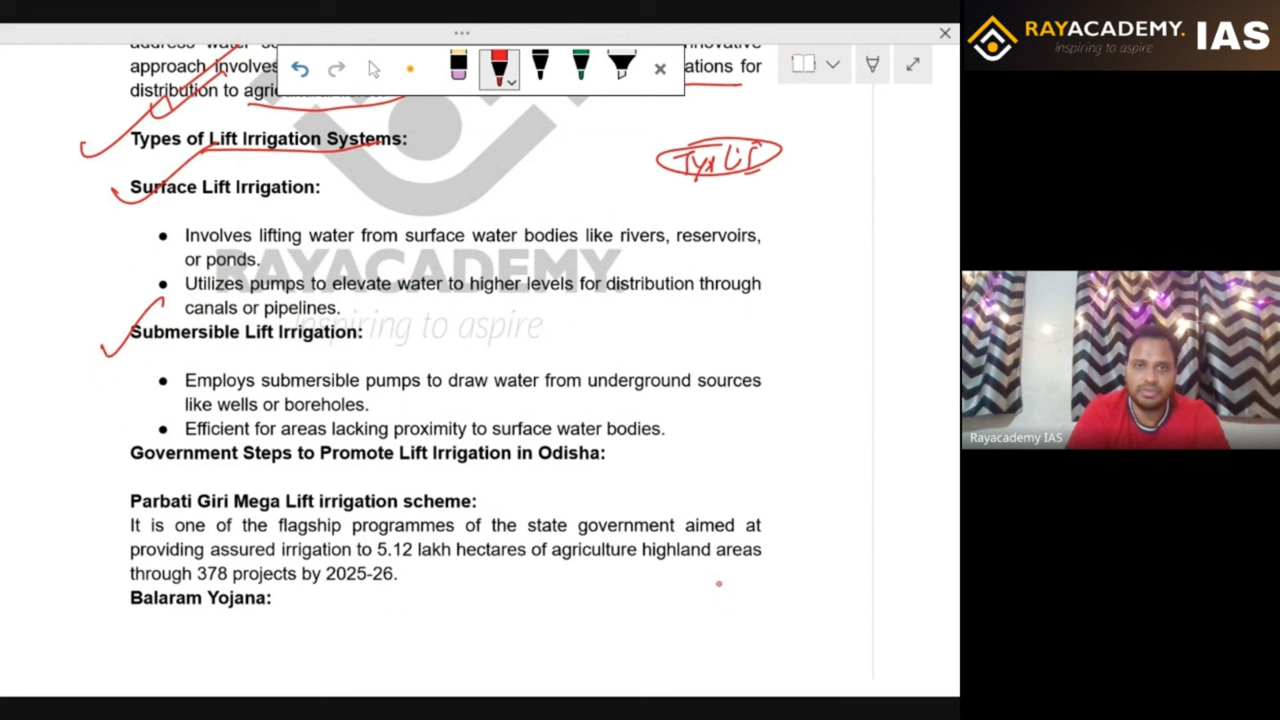 RAYACADEMY. IAS
inspiring to aspire
approach involves ations for
distribution to
Types of Lift Irrigation Systems:
Surface Lift Irrigation:
● Involves lifting water from surface water bodies like rivers, reservoirs,
or ponds.
● Utilizes pumps to elevate water to higher levels for distribution through
canals or pipelines.
Submersible Lift Irrigation:
● Employs submersible pumps to draw water from underground sources
like wells or boreholes.
● Efficient for areas lacking proximity to surface water bodies.
Government Steps to Promote Lift Irrigation in Odisha:
Parbati Giri Mega Lift irrigation scheme:
It is one of the flagship programmes of the state government aimed at
providing assured irrigation to 5.12 lakh hectares of agriculture highland areas
through 378 projects by 2025-26.
Balaram Yojana:
RAYACADEMY
Inspiring to aspire
Rayacademy IAS